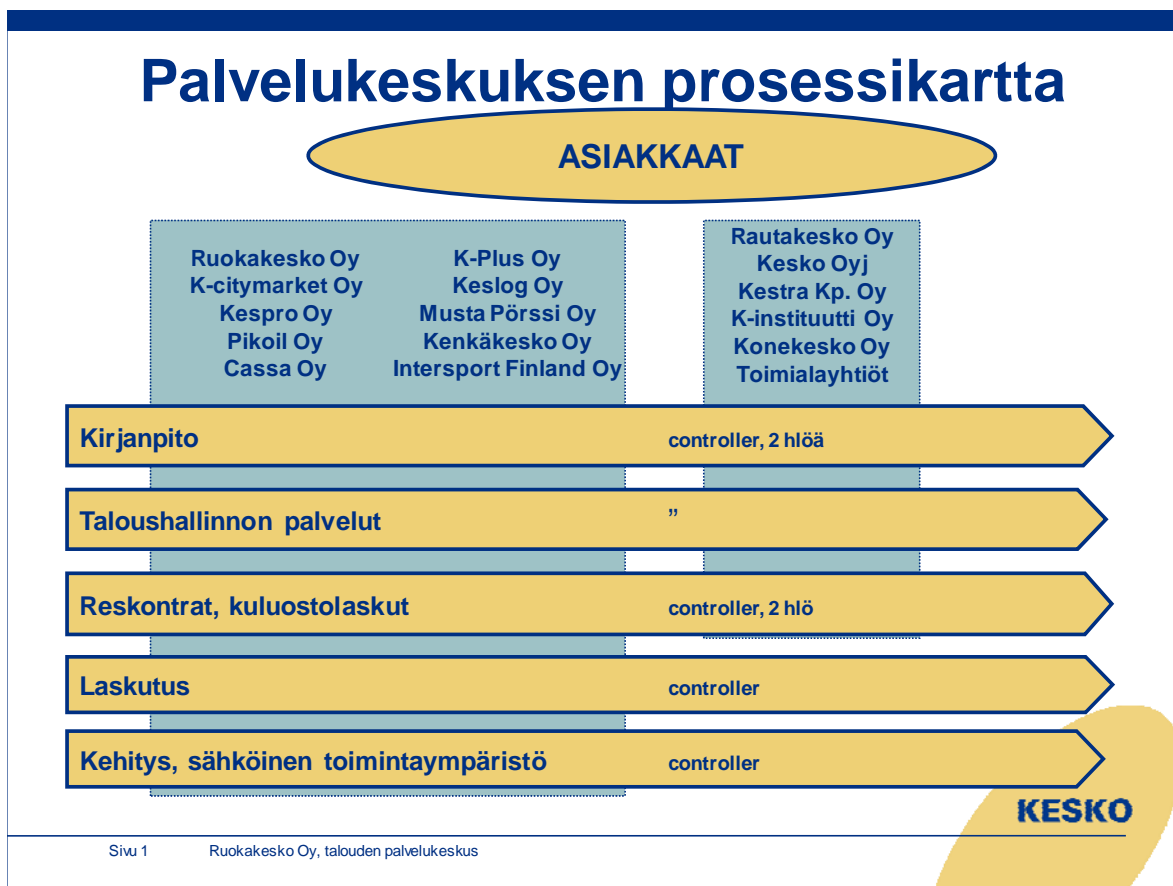 Palvelukeskuksen prosessikartta
ASIAKKAAT
Ruokakesko Oy
K-citymarket Oy
Kespro Oy
Pikoil Oy
Cassa Oy
K-Plus Oy
Keslog Oy
Musta Pörssi Oy
Kenkäkesko Oy
Intersport Finland Oy
Rautakesko Oy
Kesko Oyj
Kestra Kp. Oy
K-instituutti Oy
Konekesko Oy
Toimialayhtiöt
Kirjanpito controller, 2 hlöä
Taloushallinnon palvelut ”
Reskontrat, kuluostolaskut controller, 2 hlö
Laskutus controller
Kehitys, sähköinen toimintaympäristö controller
KESKO
Sivu 1 Ruokakesko Oy, talouden palvelukeskus